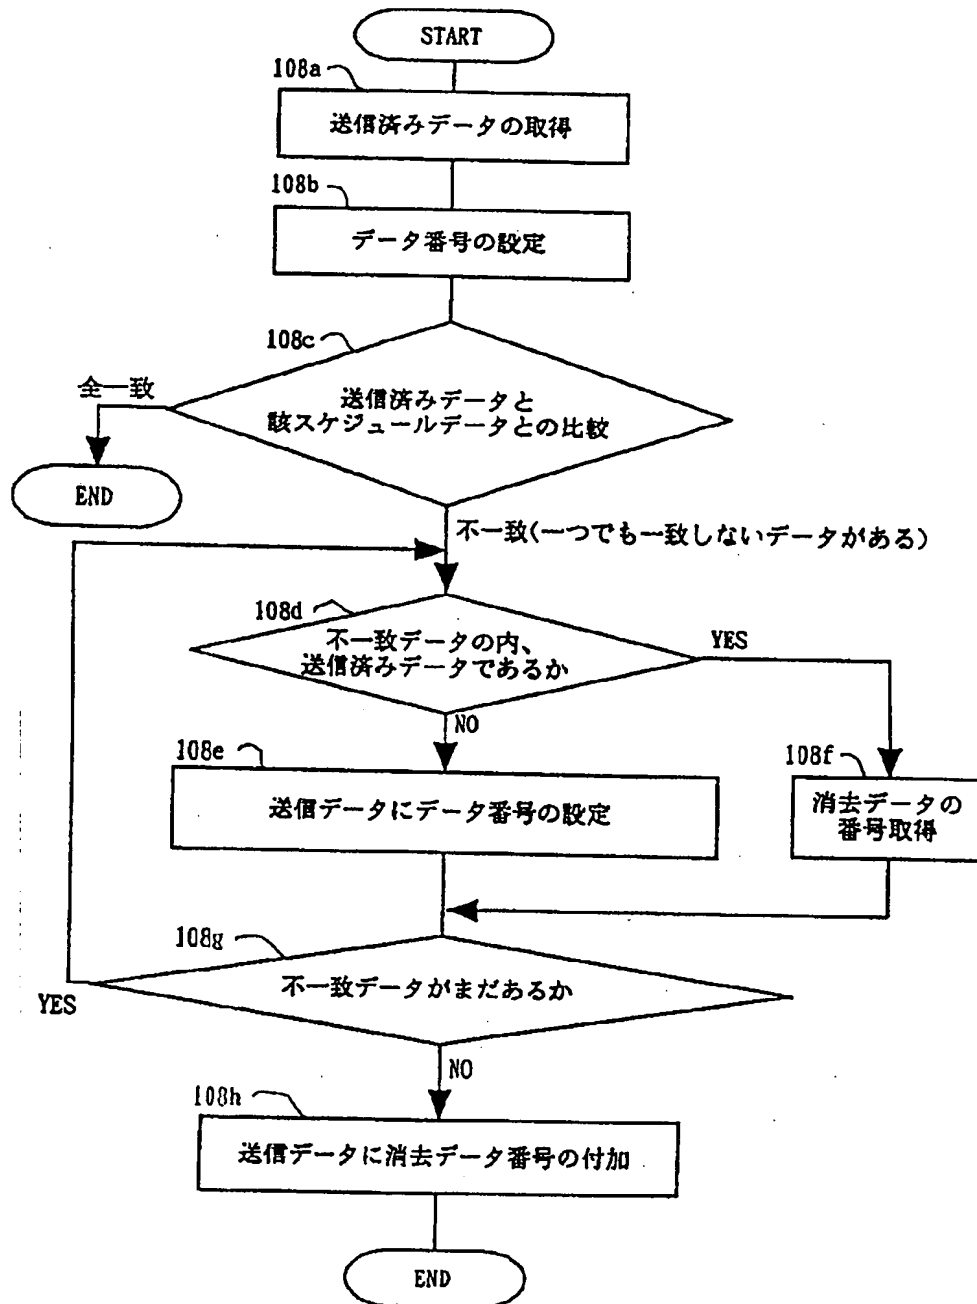 START
108a
送信済みデータの取得
108b
データ番号の設定
108c
全一致
送信済みデータと
該スケジュールデータとの比較
END
不一致(一つでも一致しないデータがある)
108d
不一致データの内、
送信済みデータであるか
YES
NO
108e
送信データにデータ番号の設定
108f
消去データの
番号取得
108g
不一致データがまだあるか
YES
NO
108h
送信データに消去データ番号の付加
END